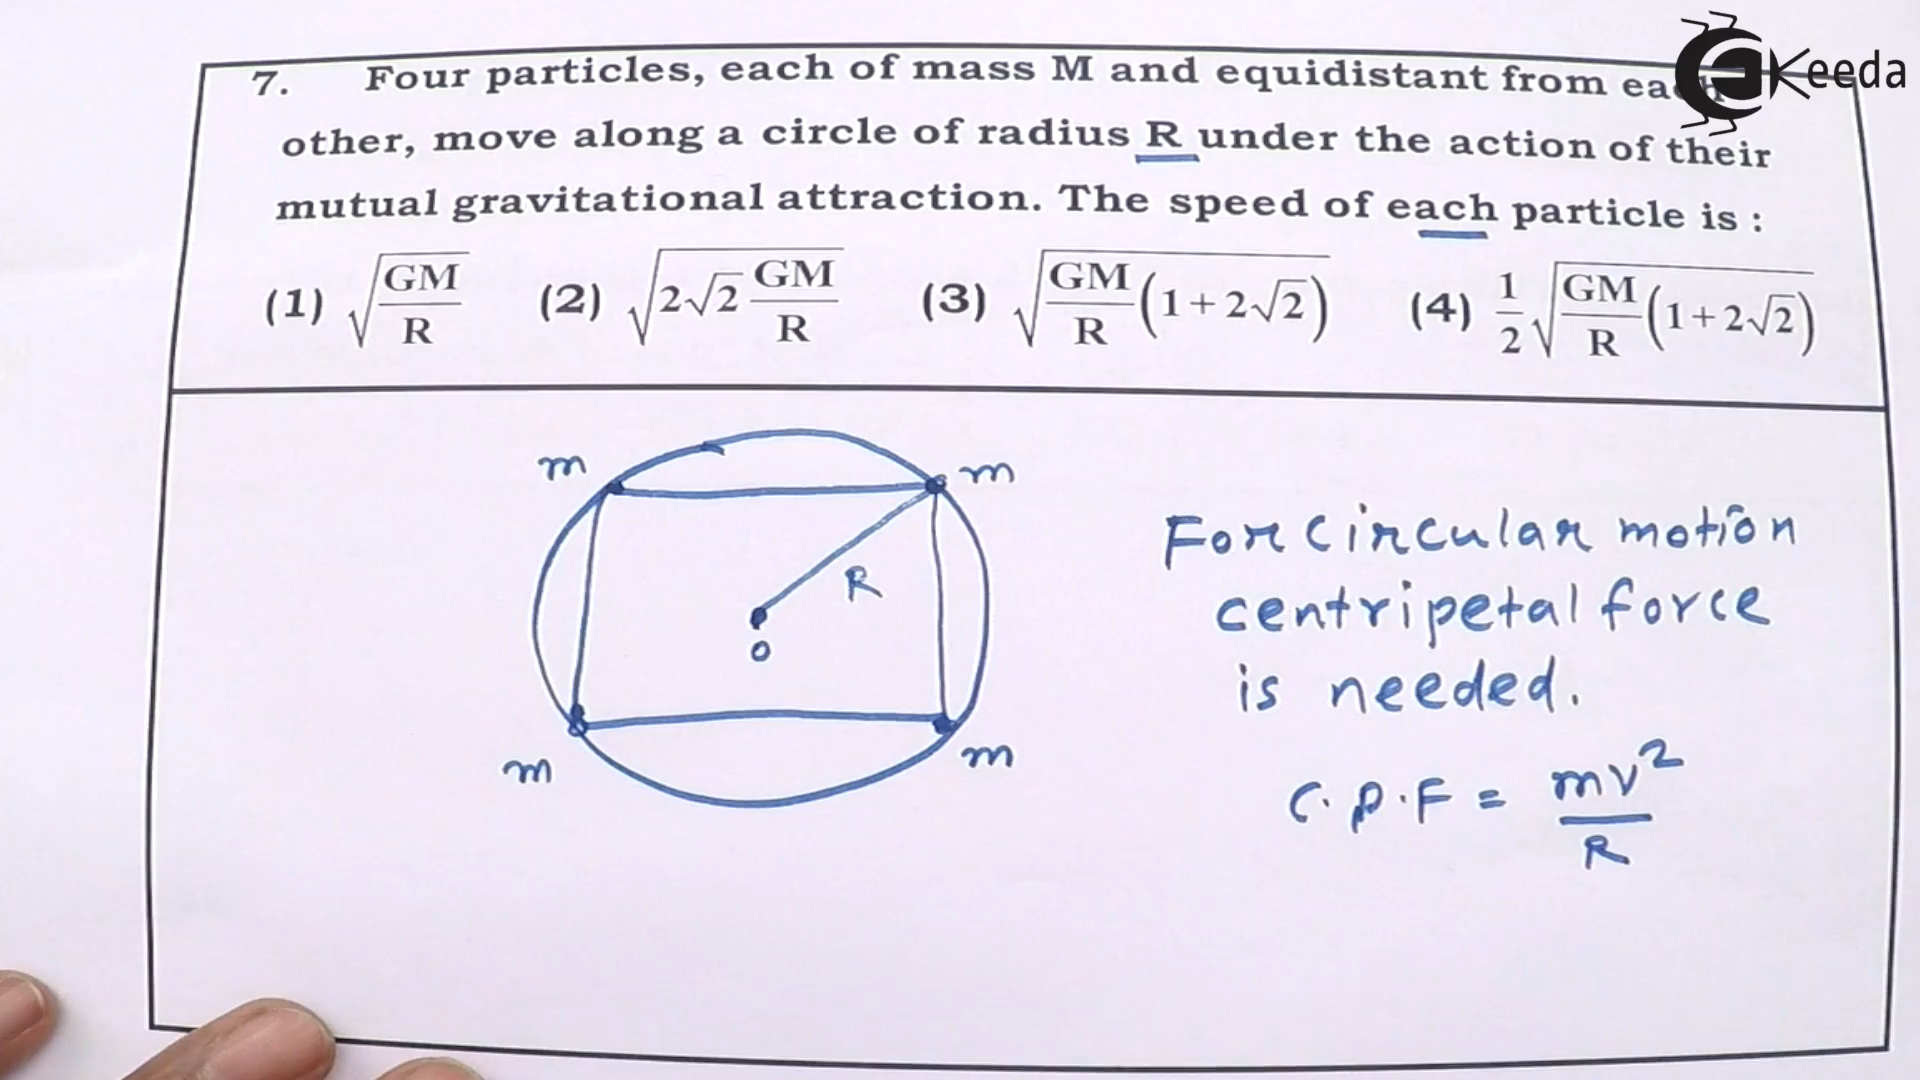 Keeda
7. Four particles, each of mass M and equidistant from each
other, move along a circle of radius R under the action of their
mutual gravitational attraction. The speed of each particle is :
(1) √(GM/R) (2) √(2√2 GM/R) (3) √(GM/R (1+2√2)) (4) 1/2 √(GM/R (1+2√2))
m m
R
o
m m
For circular motion
centripetal force
is needed.
C.P.F = mv²/R